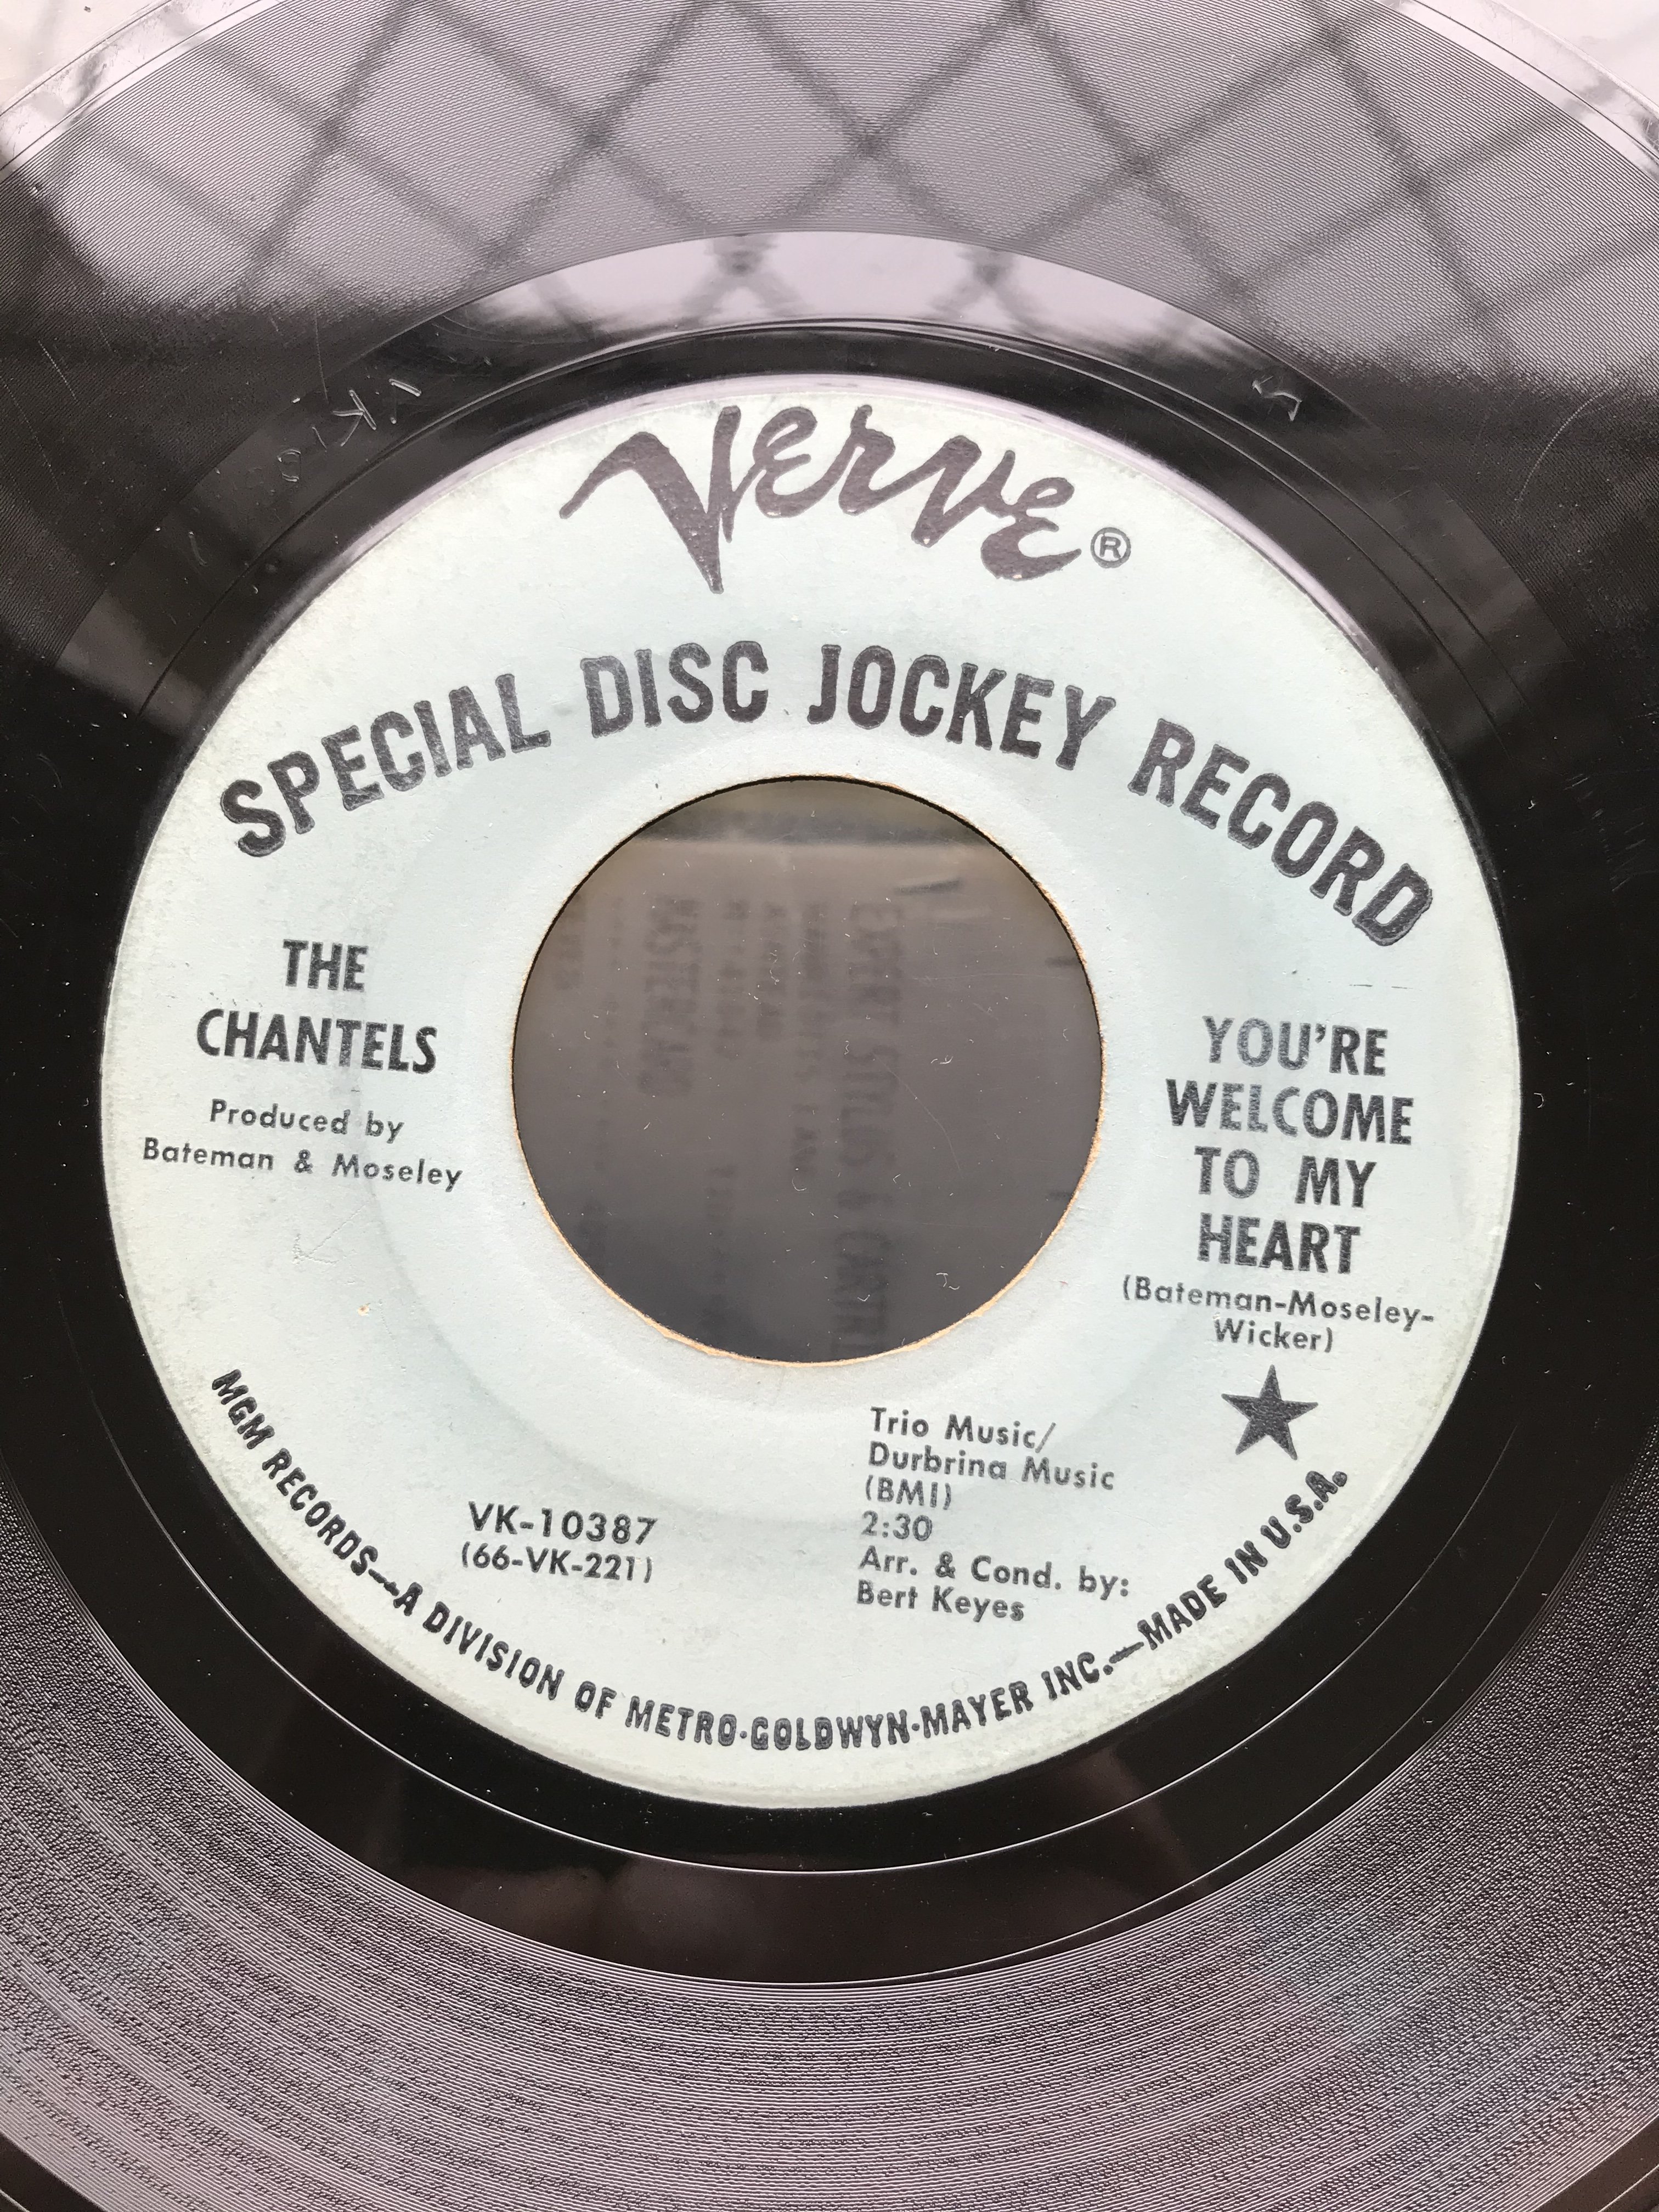 Verve®
SPECIAL DISC JOCKEY RECORD
THE
CHANTELS
Produced by
Bateman & Moseley
YOU'RE
WELCOME
TO MY
HEART
(Bateman-Moseley-
Wicker)
VK-10387
(66-VK-221)
Trio Music/
Durbrina Music
(BMI)
2:30
Arr. & Cond. by:
Bert Keyes
MGM RECORDS—A DIVISION OF METRO-GOLDWYN-MAYER INC.—MADE IN U.S.A.